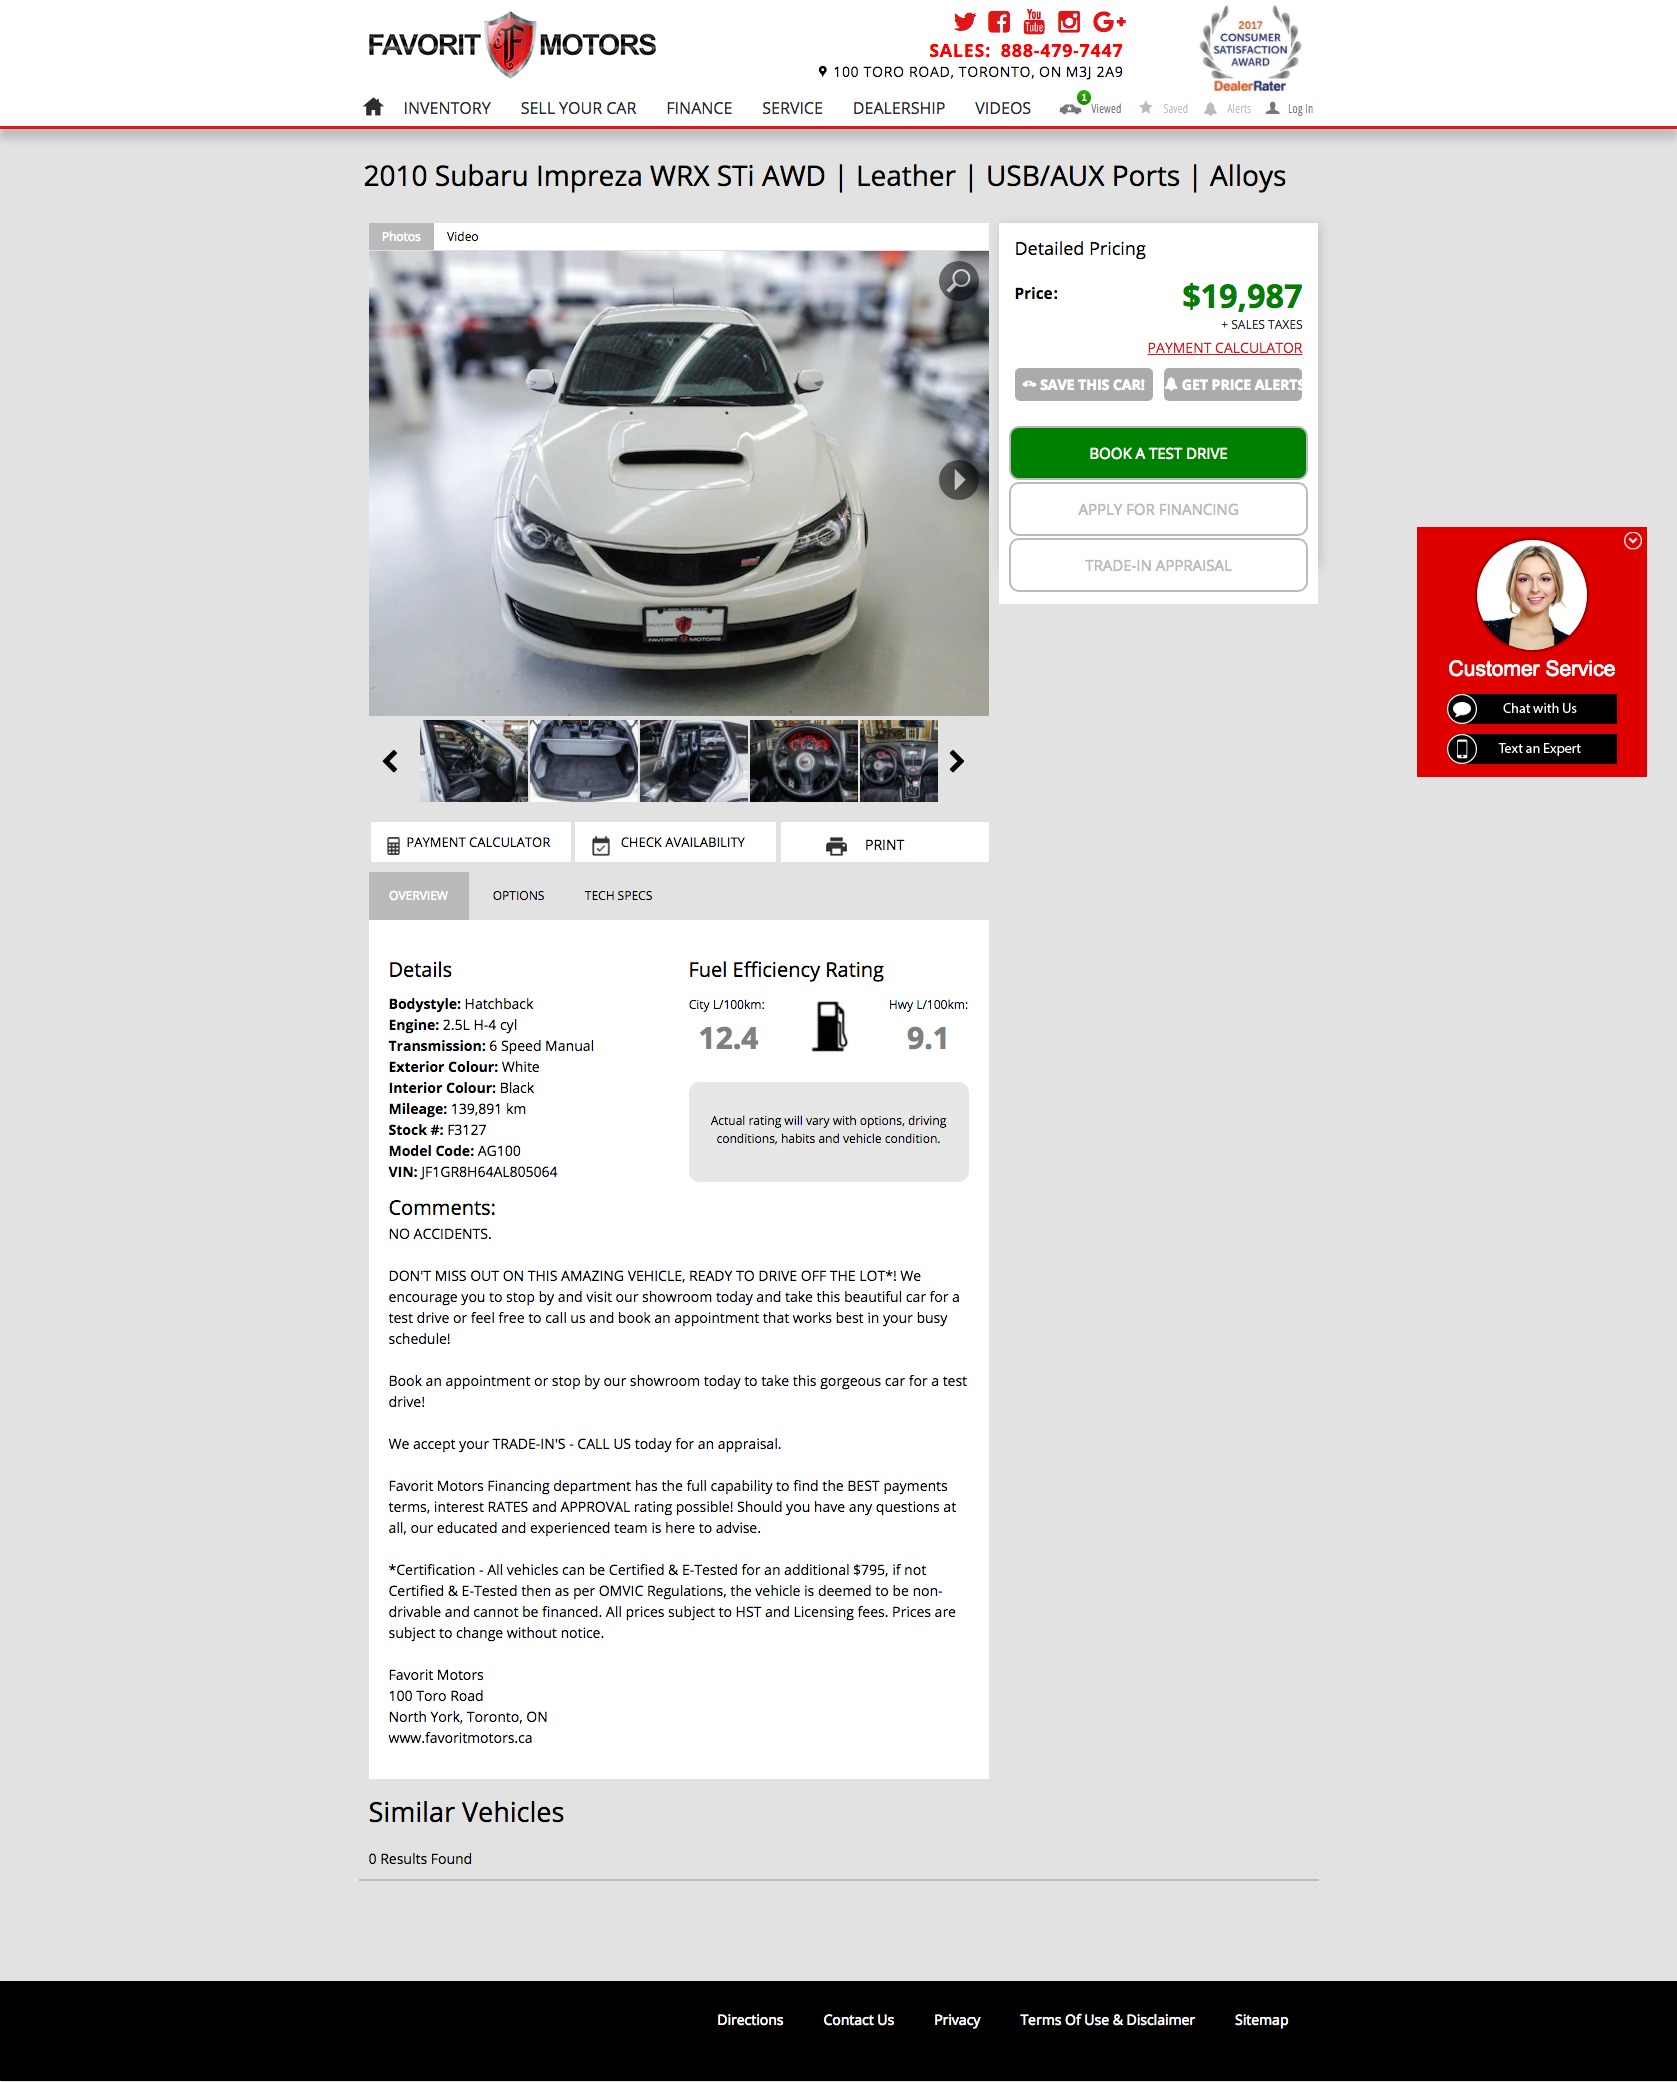 FAVORIT F MOTORS
You
Tube
G+
SALES: 888-479-7447
100 TORO ROAD, TORONTO, ON M3J 2A9
2017
CONSUMER
SATISFACTION
AWARD
DealerRater
INVENTORY SELL YOUR CAR FINANCE SERVICE DEALERSHIP VIDEOS 1 Viewed Saved Alerts Log In
2010 Subaru Impreza WRX STi AWD | Leather | USB/AUX Ports | Alloys
Photos Video
FAVORIT MOTORS
Detailed Pricing
Price: $19,987
+ SALES TAXES
PAYMENT CALCULATOR
SAVE THIS CAR! GET PRICE ALERTS
BOOK A TEST DRIVE
APPLY FOR FINANCING
TRADE-IN APPRAISAL
Customer Service
Chat with Us
Text an Expert
PAYMENT CALCULATOR CHECK AVAILABILITY PRINT
OVERVIEW OPTIONS TECH SPECS
Details
Bodystyle: Hatchback
Engine: 2.5L H-4 cyl
Transmission: 6 Speed Manual
Exterior Colour: White
Interior Colour: Black
Mileage: 139,891 km
Stock #: F3127
Model Code: AG100
VIN: JF1GR8H64AL805064
Fuel Efficiency Rating
City L/100km: Hwy L/100km:
12.4 9.1
Actual rating will vary with options, driving
conditions, habits and vehicle condition.
Comments:
NO ACCIDENTS.
DON'T MISS OUT ON THIS AMAZING VEHICLE, READY TO DRIVE OFF THE LOT*! We
encourage you to stop by and visit our showroom today and take this beautiful car for a
test drive or feel free to call us and book an appointment that works best in your busy
schedule!
Book an appointment or stop by our showroom today to take this gorgeous car for a test
drive!
We accept your TRADE-IN'S - CALL US today for an appraisal.
Favorit Motors Financing department has the full capability to find the BEST payments
terms, interest RATES and APPROVAL rating possible! Should you have any questions at
all, our educated and experienced team is here to advise.
*Certification - All vehicles can be Certified & E-Tested for an additional $795, if not
Certified & E-Tested then as per OMVIC Regulations, the vehicle is deemed to be non-
drivable and cannot be financed. All prices subject to HST and Licensing fees. Prices are
subject to change without notice.
Favorit Motors
100 Toro Road
North York, Toronto, ON
www.favoritmotors.ca
Similar Vehicles
0 Results Found
Directions Contact Us Privacy Terms Of Use & Disclaimer Sitemap